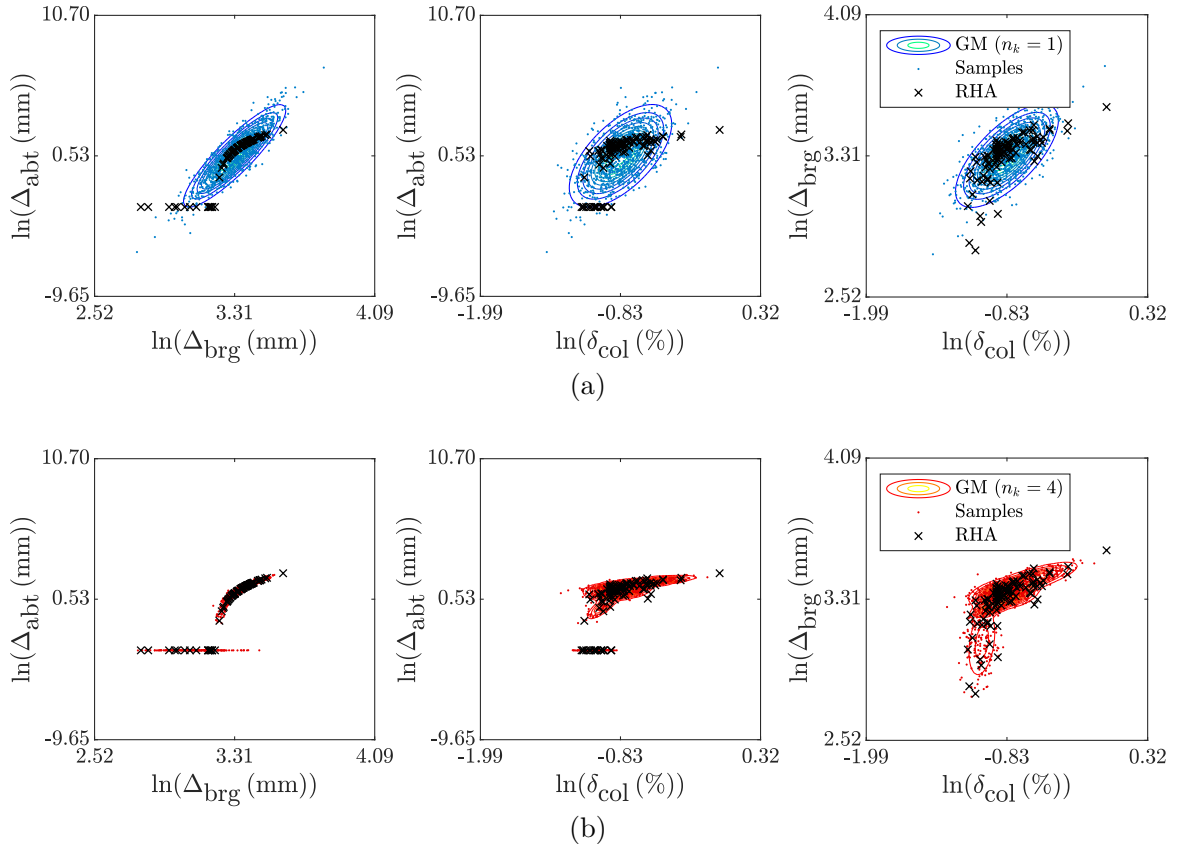 10.70
0.53
-9.65
ln(Δabt (mm))
2.52 3.31 4.09
ln(Δbrg (mm))
10.70
0.53
-9.65
ln(Δabt (mm))
-1.99 -0.83 0.32
ln(δcol (%))
4.09
3.31
2.52
ln(Δbrg (mm))
GM (nk = 1)
Samples
RHA
-1.99 -0.83 0.32
ln(δcol (%))
(a)
10.70
0.53
-9.65
ln(Δabt (mm))
2.52 3.31 4.09
ln(Δbrg (mm))
10.70
0.53
-9.65
ln(Δabt (mm))
-1.99 -0.83 0.32
ln(δcol (%))
4.09
3.31
2.52
ln(Δbrg (mm))
GM (nk = 4)
Samples
RHA
-1.99 -0.83 0.32
ln(δcol (%))
(b)